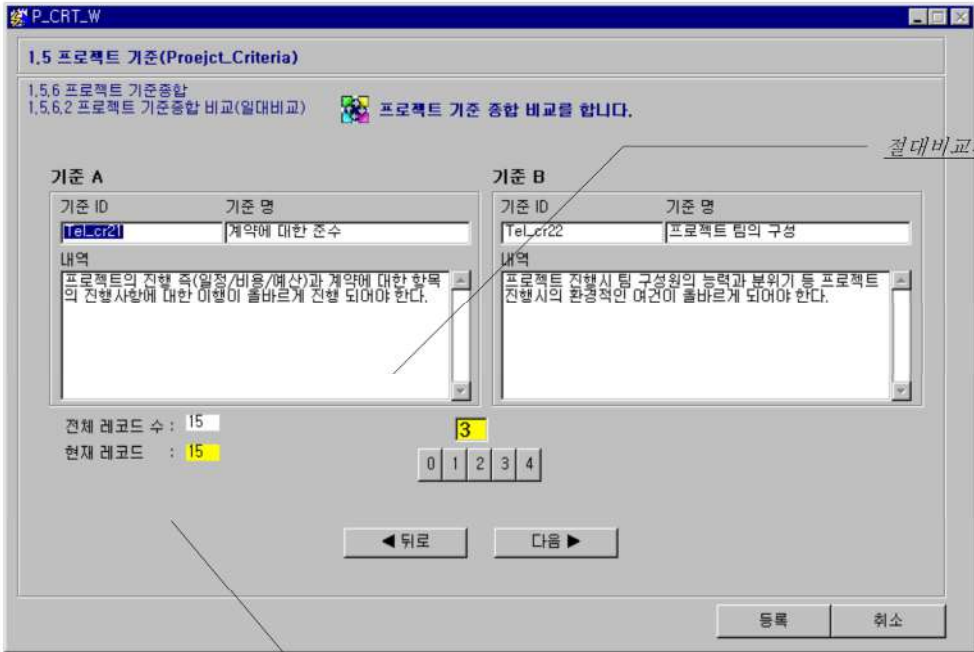 P_CRT_W
1.5 프로젝트 기준(Proejct_Criteria)
1.5.6 프로젝트 기준종합
1.5.6.2 프로젝트 기준종합 비교(일대비교)
프로젝트 기준 종합 비교를 합니다.
절대비교
기준 A
기준 ID 기준 명
Tel_cr21 계약에 대한 준수
내역
프로젝트의 진행 즉(일정/비용/예산)과 계약에 대한 항목
의 진행사항에 대한 이행이 올바르게 진행 되어야 한다.
기준 B
기준 ID 기준 명
Tel_cr22 프로젝트 팀의 구성
내역
프로젝트 진행시 팀 구성원의 능력과 분위기 등 프로젝트
진행시의 환경적인 여건이 올바르게 되어야 한다.
전체 레코드 수 : 15
현재 레코드 : 15
3
0 1 2 3 4
◀ 뒤로 다음 ▶
등록 취소